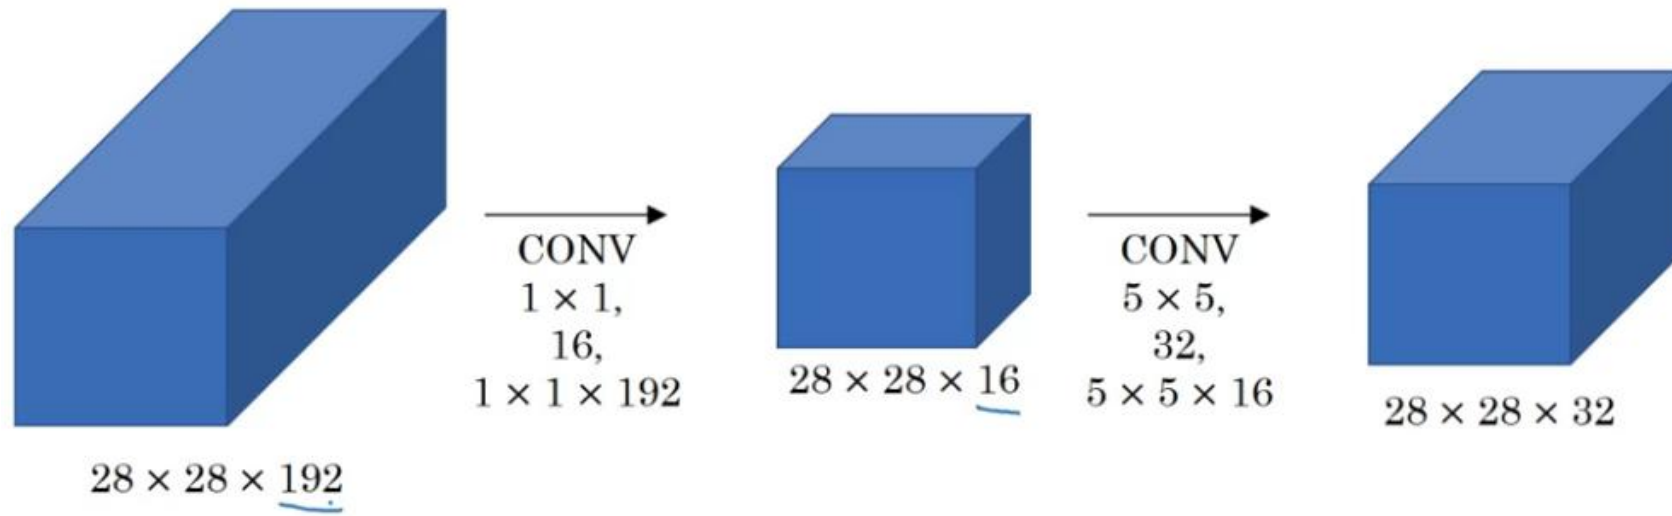 28 × 28 × 192
CONV
1 × 1,
16,
1 × 1 × 192
28 × 28 × 16
CONV
5 × 5,
32,
5 × 5 × 16
28 × 28 × 32